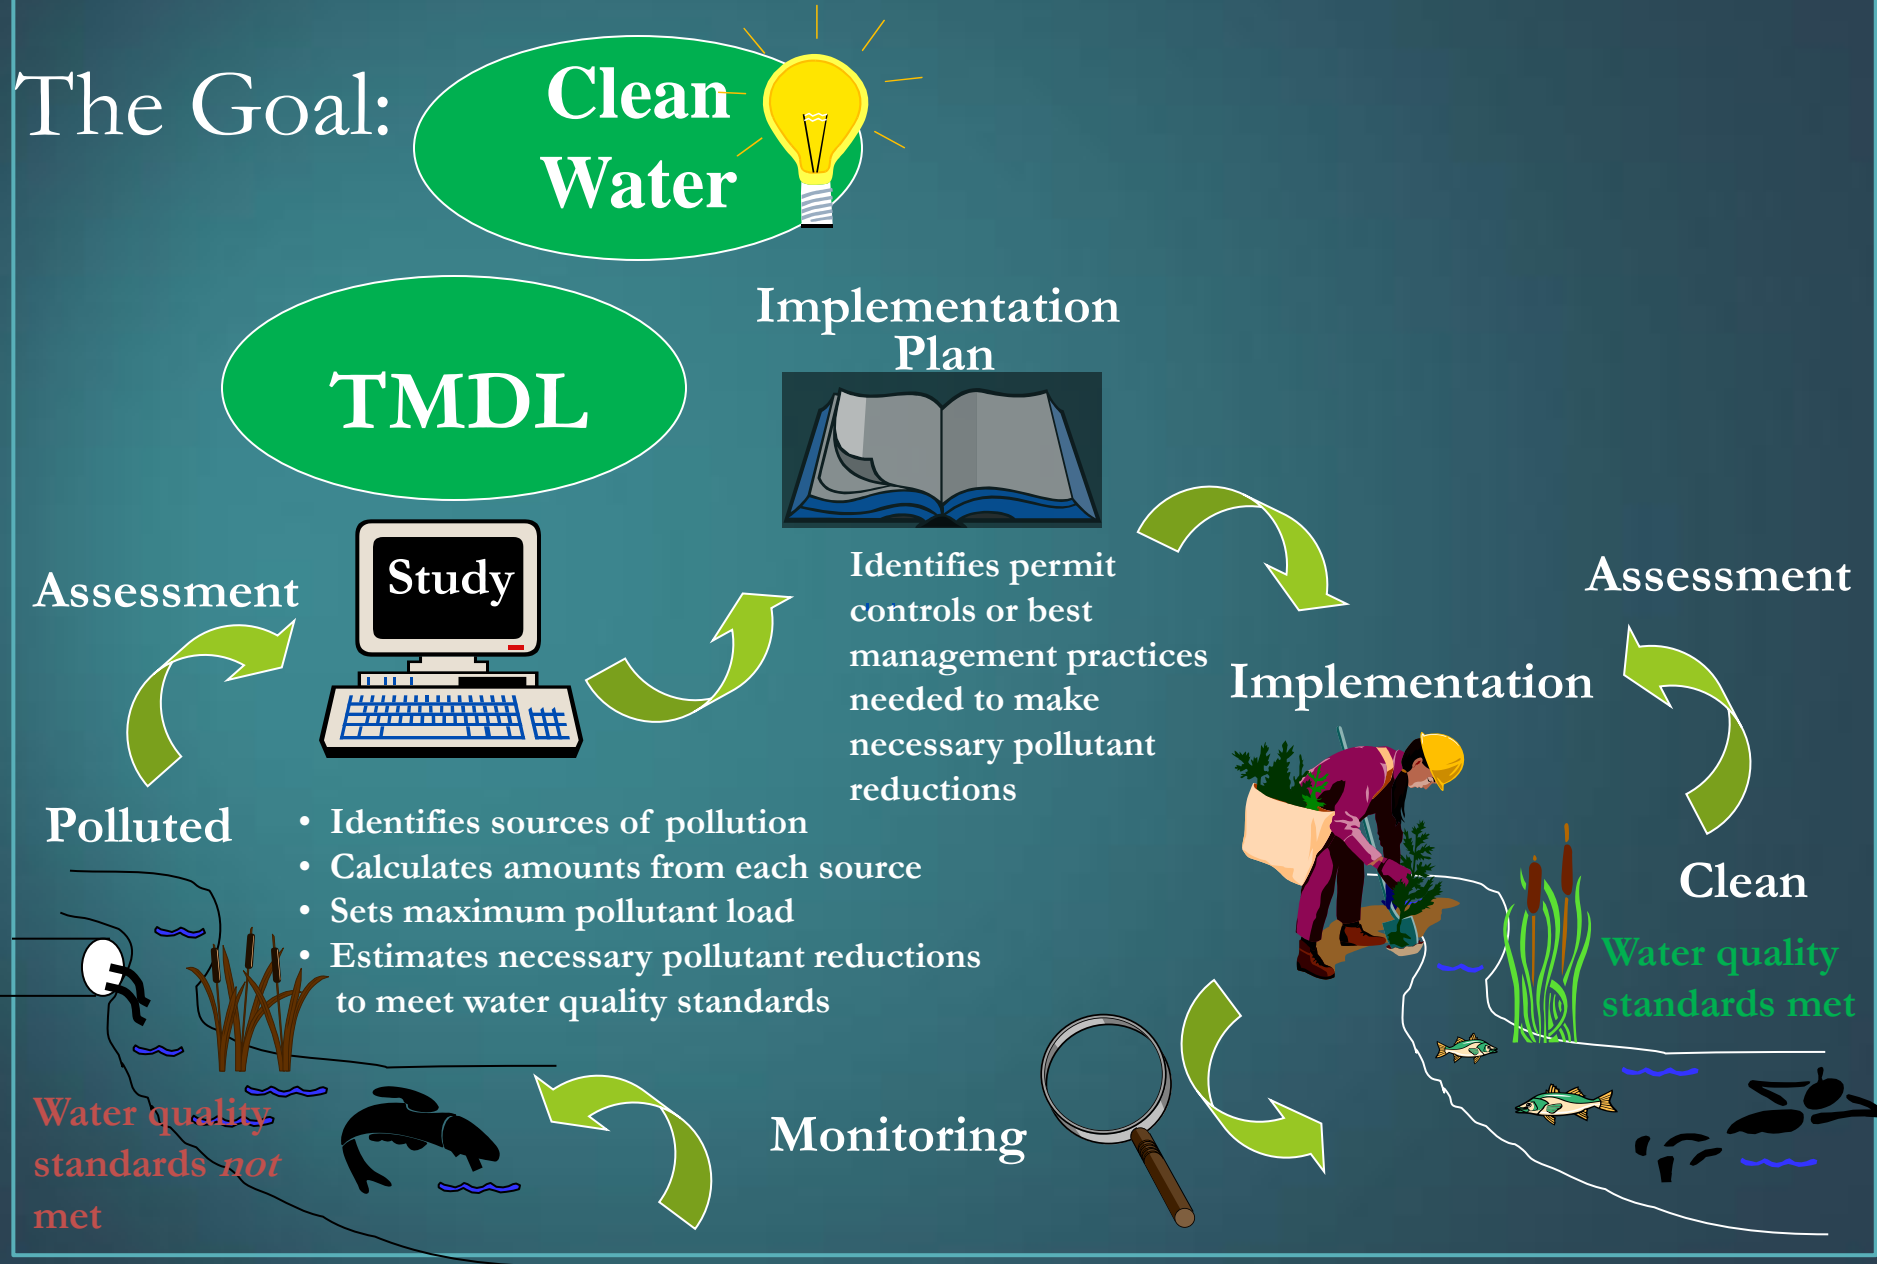 The Goal:
Clean
Water
TMDL
Implementation
Plan
Study
Assessment
Identifies permit
controls or best
management practices
needed to make
necessary pollutant
reductions
Assessment
Implementation
Polluted
• Identifies sources of pollution
• Calculates amounts from each source
• Sets maximum pollutant load
• Estimates necessary pollutant reductions
to meet water quality standards
Clean
Water quality
standards met
Water quality
standards not
met
Monitoring